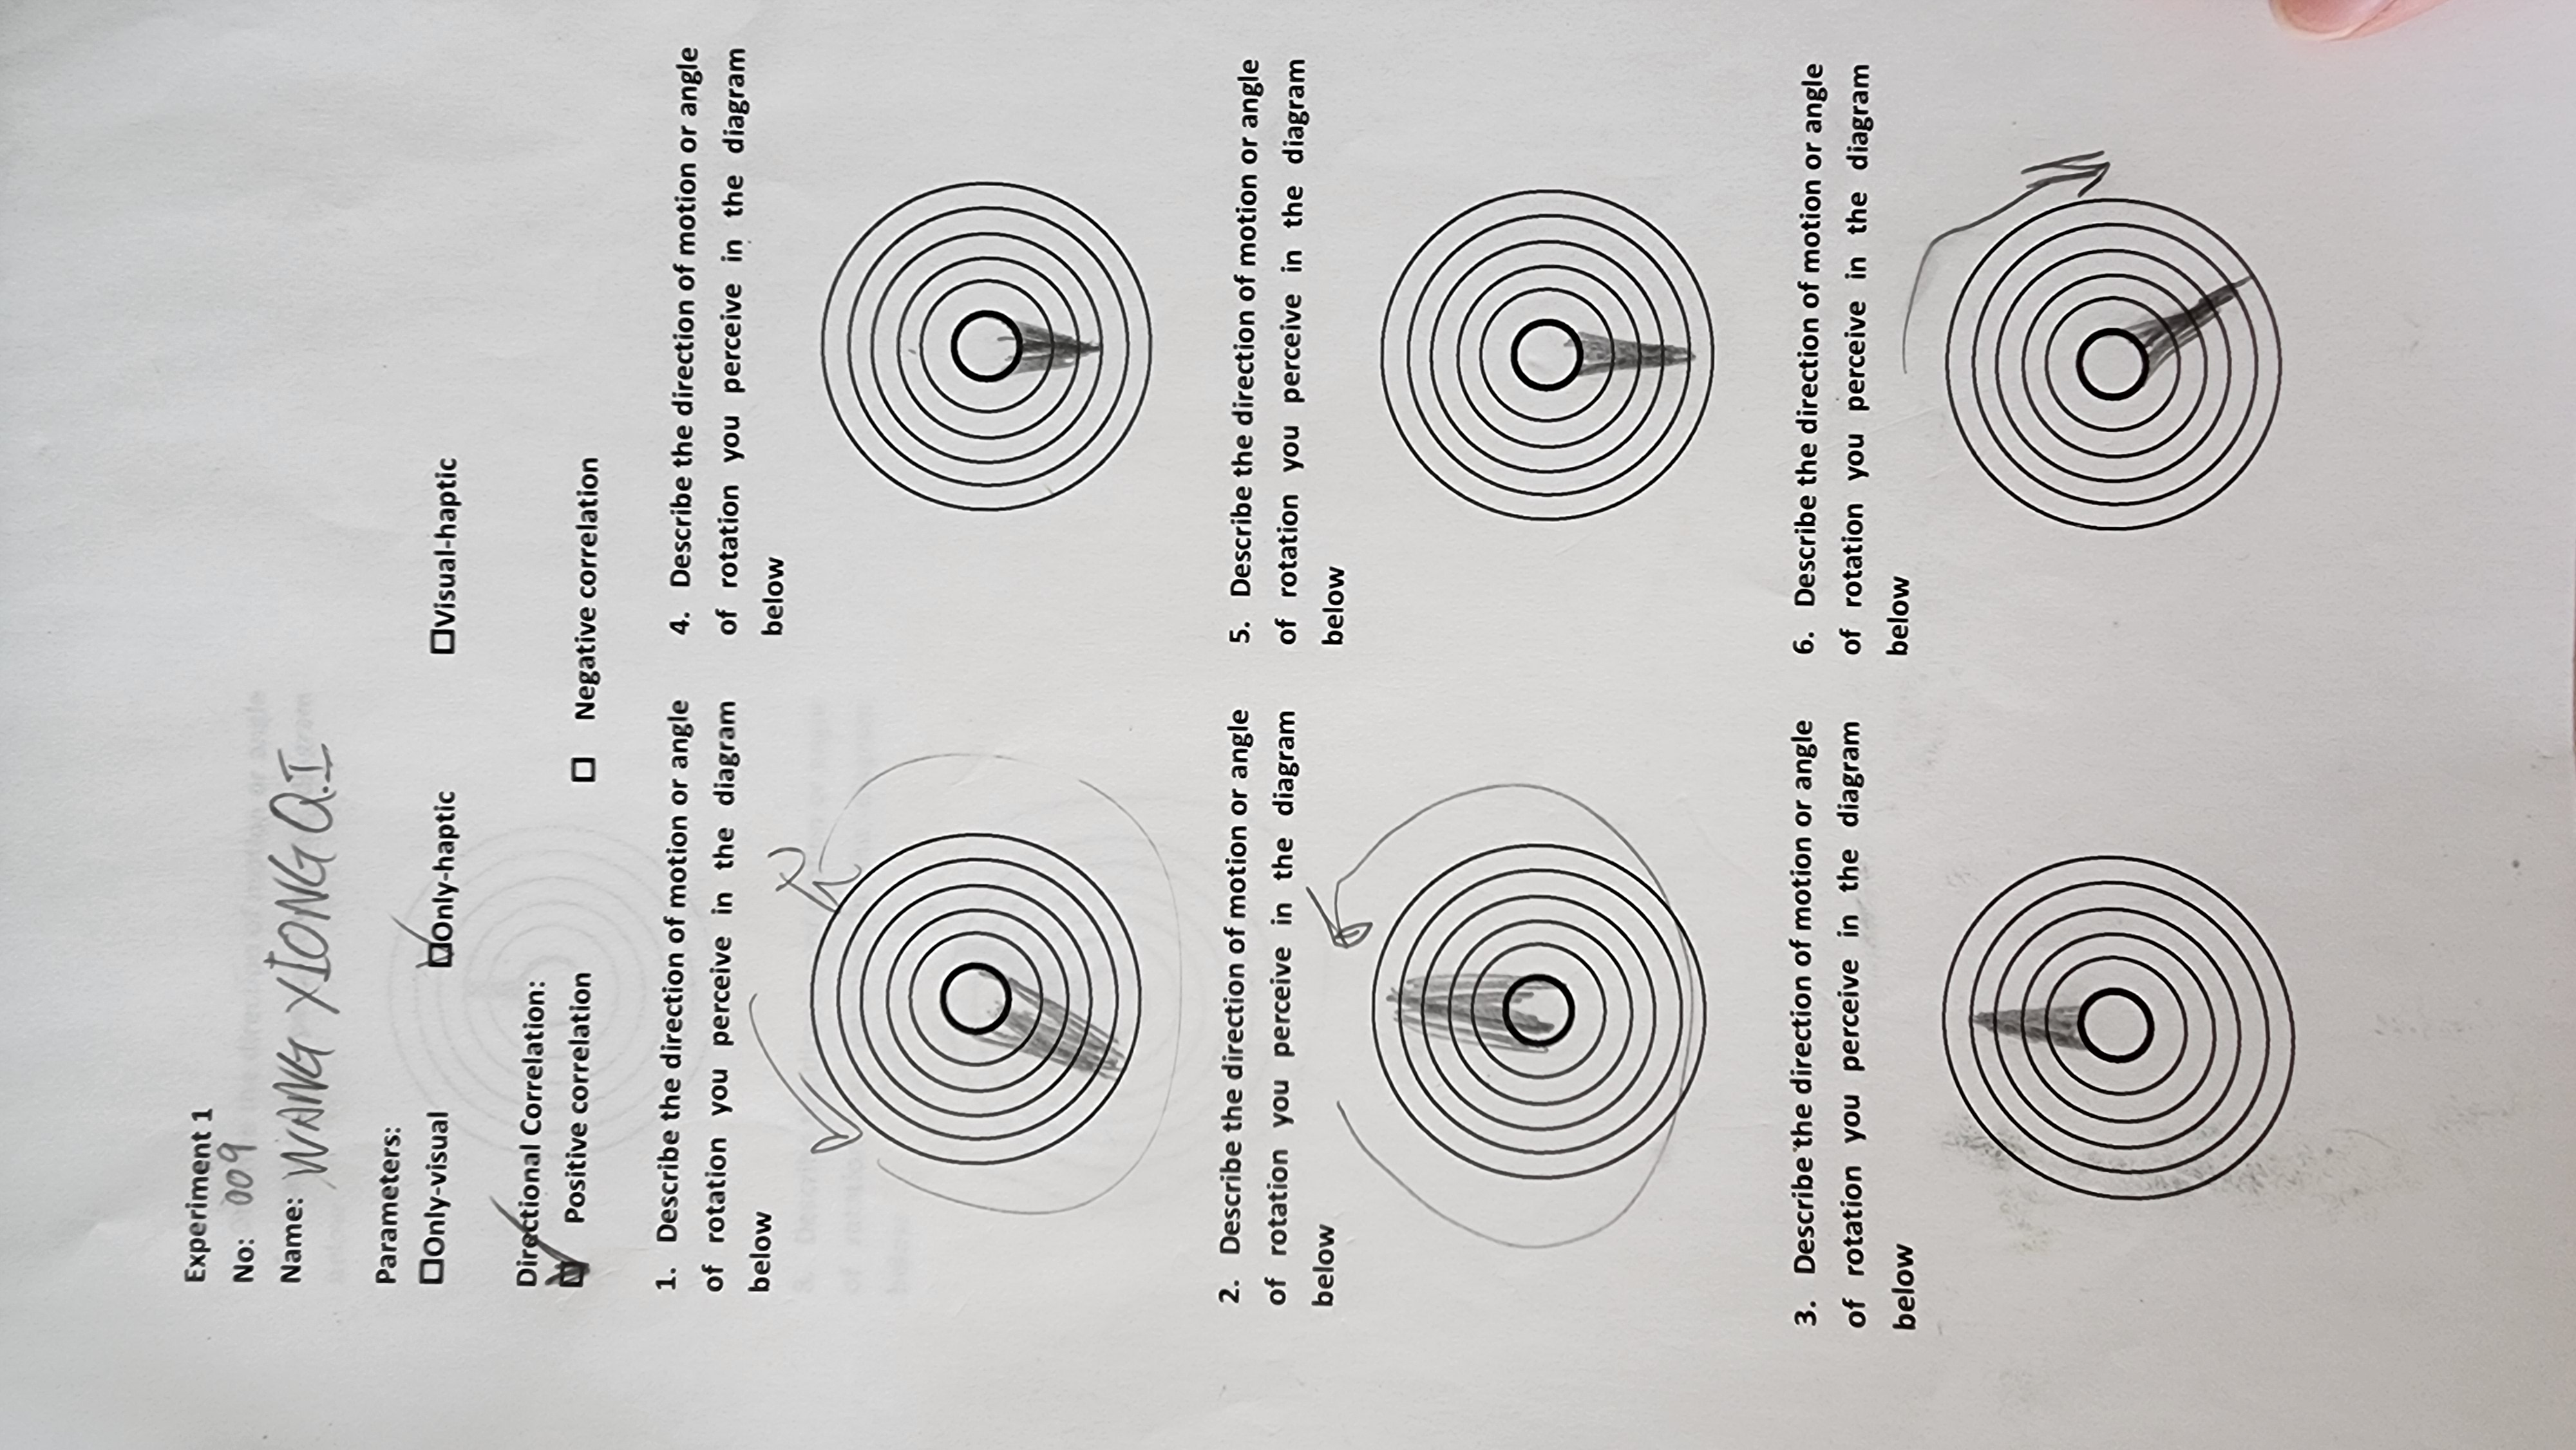 Experiment 1
No: 009
Name: WANG XIONG Q.I
Parameters:
☐Only-visual ☑Only-haptic ☐Visual-haptic
Directional Correlation:
☑ Positive correlation ☐ Negative correlation
1. Describe the direction of motion or angle
of rotation you perceive in the diagram
below
2. Describe the direction of motion or angle
of rotation you perceive in the diagram
below
3. Describe the direction of motion or angle
of rotation you perceive in the diagram
below
4. Describe the direction of motion or angle
of rotation you perceive in the diagram
below
5. Describe the direction of motion or angle
of rotation you perceive in the diagram
below
6. Describe the direction of motion or angle
of rotation you perceive in the diagram
below